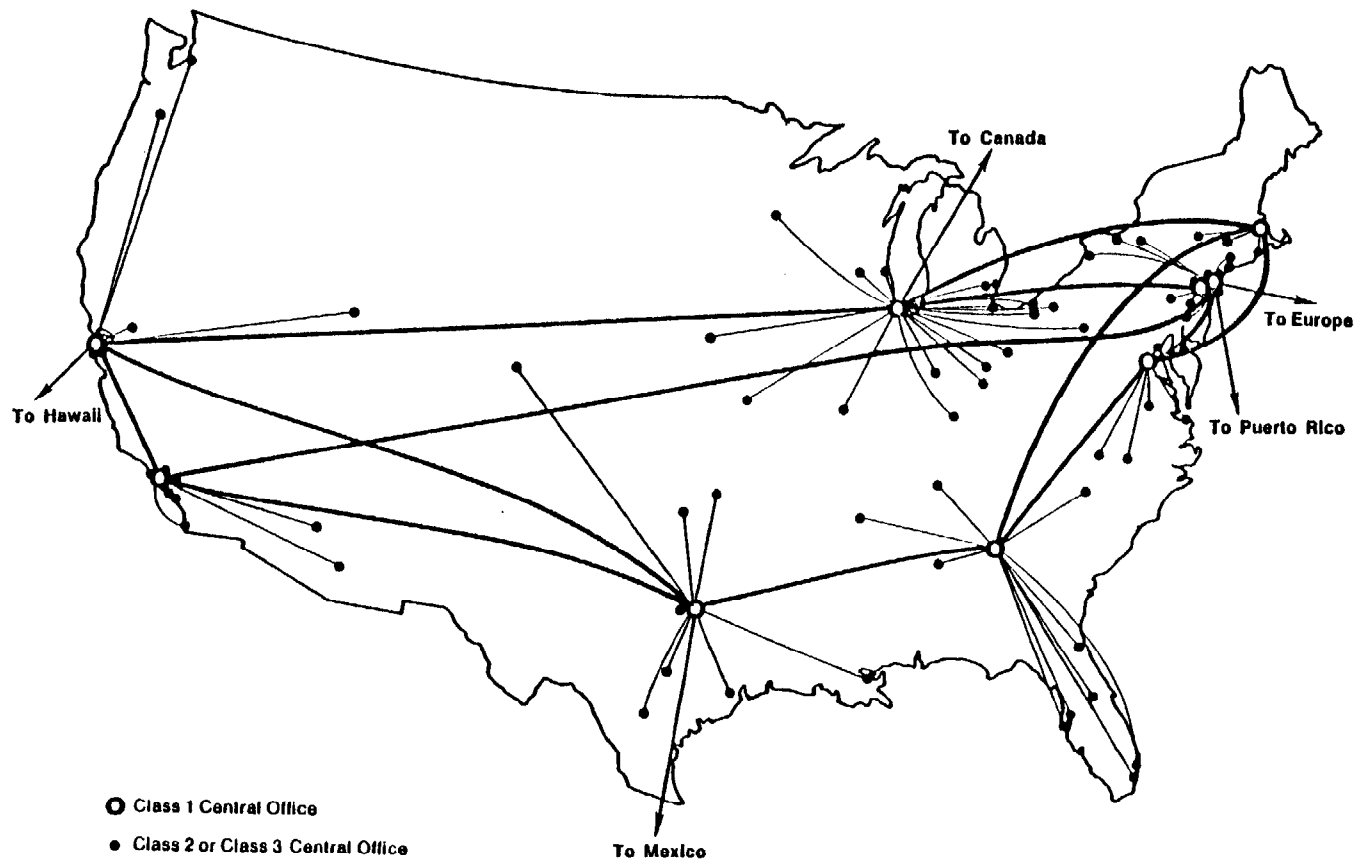 To Canada
To Europe
To Hawaii
To Puerto Rico
Class 1 Central Office
Class 2 or Class 3 Central Office
To Mexico